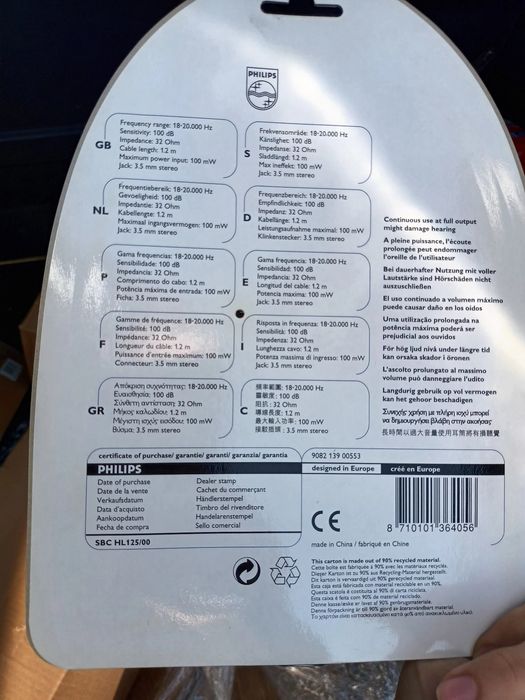 PHILIPS
GB
Frequency range: 18-20.000 Hz
Sensitivity: 100 dB
Impedance: 32 Ohm
Cable length: 1.2 m
Maximum power input: 100 mW
Jack: 3.5 mm stereo
S
Frekvensområde: 18-20.000 Hz
Känslighet: 100 dB
Impedanse: 32 Ohm
Sladdlängd: 1.2 m
Max ineffekt: 100 mW
Jack: 3.5 mm stereo
NL
Frequentiebereik: 18-20.000 Hz
Gevoeligheid: 100 dB
Impedantie: 32 Ohm
Kabellengte: 1.2 m
Maximaal ingangsvermogen: 100 mW
Jack: 3.5 mm stereo
D
Frequenzbereich: 18-20.000 Hz
Empfindlichkeit: 100 dB
Impedanz: 32 Ohm
Kabellänge: 1.2 m
Leistungsaufnahme maximal: 100 mW
Klinkenstecker: 3.5 mm stereo
P
Gama frequencias: 18-20.000 Hz
Sensibilidade: 100 dB
Impedancia: 32 Ohm
Comprimento do cabo: 1.2 m
Potência máxima de entrada: 100 mW
Ficha: 3.5 mm stereo
E
Gama frecuencia: 18-20.000 Hz
Sensibilidad: 100 dB
Impedancia: 32 Ohm
Longitud del cable: 1.2 m
Potencia maxima: 100 mW
Jack: 3.5 mm stereo
F
Gamme de fréquence: 18-20.000 Hz
Sensibilité: 100 dB
Impédance: 32 Ohm
Longueur du câble: 1.2 m
Puissance d'entrée maximum: 100 mW
Connecteur: 3.5 mm stereo
I
Risposta in frequenza: 18-20.000 Hz
Sensibilità: 100 dB
Impedenza: 32 Ohm
Lunghezza cavo: 1.2 m
Potenza massima di ingresso: 100 mW
Jack: 3.5 mm stereo
GR
Απόκριση συχνότητας: 18-20.000 Hz
Ευαισθησία: 100 dB
Σύνθετη αντίσταση: 32 Ohm
Μήκος καλωδίου: 1.2 m
Μέγιστη ισχύς εισόδου: 100 mW
Βύσμα: 3.5 mm stereo
C
頻率範圍: 18-20.000 Hz
靈敏度: 100 dB
阻抗: 32 Ohm
導線長度: 1.2 m
最大輸入功率: 100 mW
接駁插頭: 3.5 mm stereo
Continuous use at full output
might damage hearing
A pleine puissance, l'écoute
prolongée peut endommager
l'oreille de l'utilisateur
Bei dauerhafter Nutzung mit voller
Lautstärke sind Hörschäden nicht
auszuschließen
El uso continuado a volumen máximo
puede causar daño en los oidos
Uma utilização prolongada na
potência máxima poderá ser
prejudicial aos ouvidos
För hög ljud nivå under längre tid
kan orsaka skador i öronen
L'ascolto prolungato al massimo
volume può danneggiare l'udito
Langdurig gebruik op vol vermogen
kan het gehoor beschadigen
Συνεχής χρήση με πλήρη ισχύ μπορεί
να δημιουργήσει βλάβη στην ακοή σας
長時間以過大音量使用耳筒將有損聽覺
certificate of purchase/ garantie/ garanti/ garanzia/ garantia
PHILIPS
Date of purchase
Date de la vente
Verkaufsdatum
Data d'acquisto
Aankoopdatum
Fecha de compra
Dealer stamp
Cachet du commerçant
Händlerstempel
Timbro del rivenditore
Handelarenstempel
Sello comercial
SBC HL125/00
9082 139 00553
designed in Europe
créé en Europe
CE
8 710101 364056
made in China / fabriqué en Chine
This carton is made out of 90% recycled material.
Cette boîte est fabriquée à 90% avec les matériaux recyclés.
Dieser Karton ist zu 90% aus Recycling-Material hergestellt.
Dit karton is vervaardigd uit 90% gerecycled materiaal.
Esta caja está fabricada con material reciclable en un 90%.
Questa scatola è costituita al 90% di carta riciclata.
Esta caixa é feita com 90% de material reciclado.